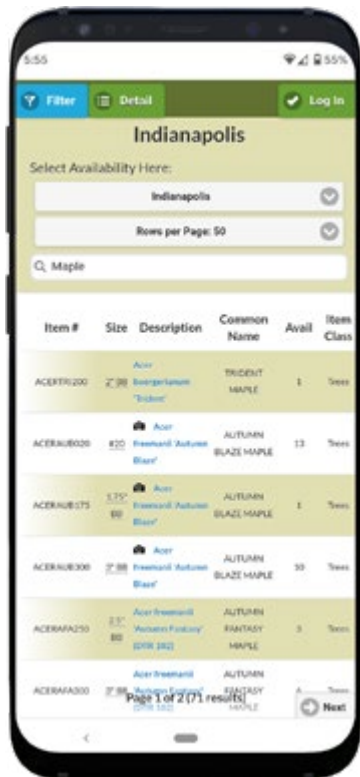 5:55 55%
Filter Detail Log In
Indianapolis
Select Availability Here:
Indianapolis
Rows per Page: 50
Maple
Item # Size Description Common Name Avail Item Class
ACERTRI200 2" BB Acer buergerianum 'Trident' TRIDENT MAPLE 1 Trees
ACERAUB020 #20 Acer freemanii 'Autumn Blaze' AUTUMN BLAZE MAPLE 13 Trees
ACERAUB175 1.75" BB Acer freemanii 'Autumn Blaze' AUTUMN BLAZE MAPLE 1 Trees
ACERAUB300 BB Acer freemanii 'Autumn Blaze' AUTUMN BLAZE MAPLE Trees
ACERAFA250 2.5" BB Acer freemanii 'Autumn Fantasy' (DTR 102) AUTUMN FANTASY MAPLE 3 Trees
BB Acer freemanii 'Autumn Fantasy' (DTR 102) AUTUMN FANTASY MAPLE
Page 1 of 2 (71 results) Next